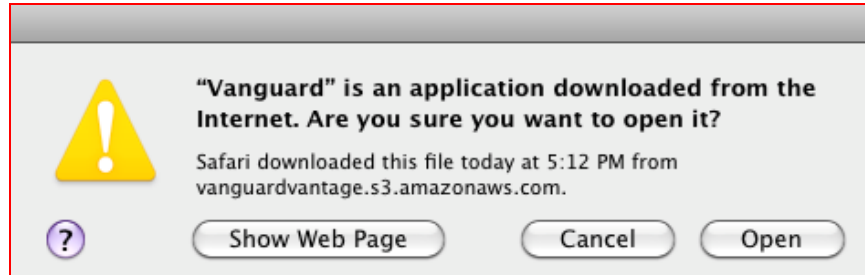 “Vanguard” is an application downloaded from the
Internet. Are you sure you want to open it?
Safari downloaded this file today at 5:12 PM from
vanguardvantage.s3.amazonaws.com.
? Show Web Page Cancel Open